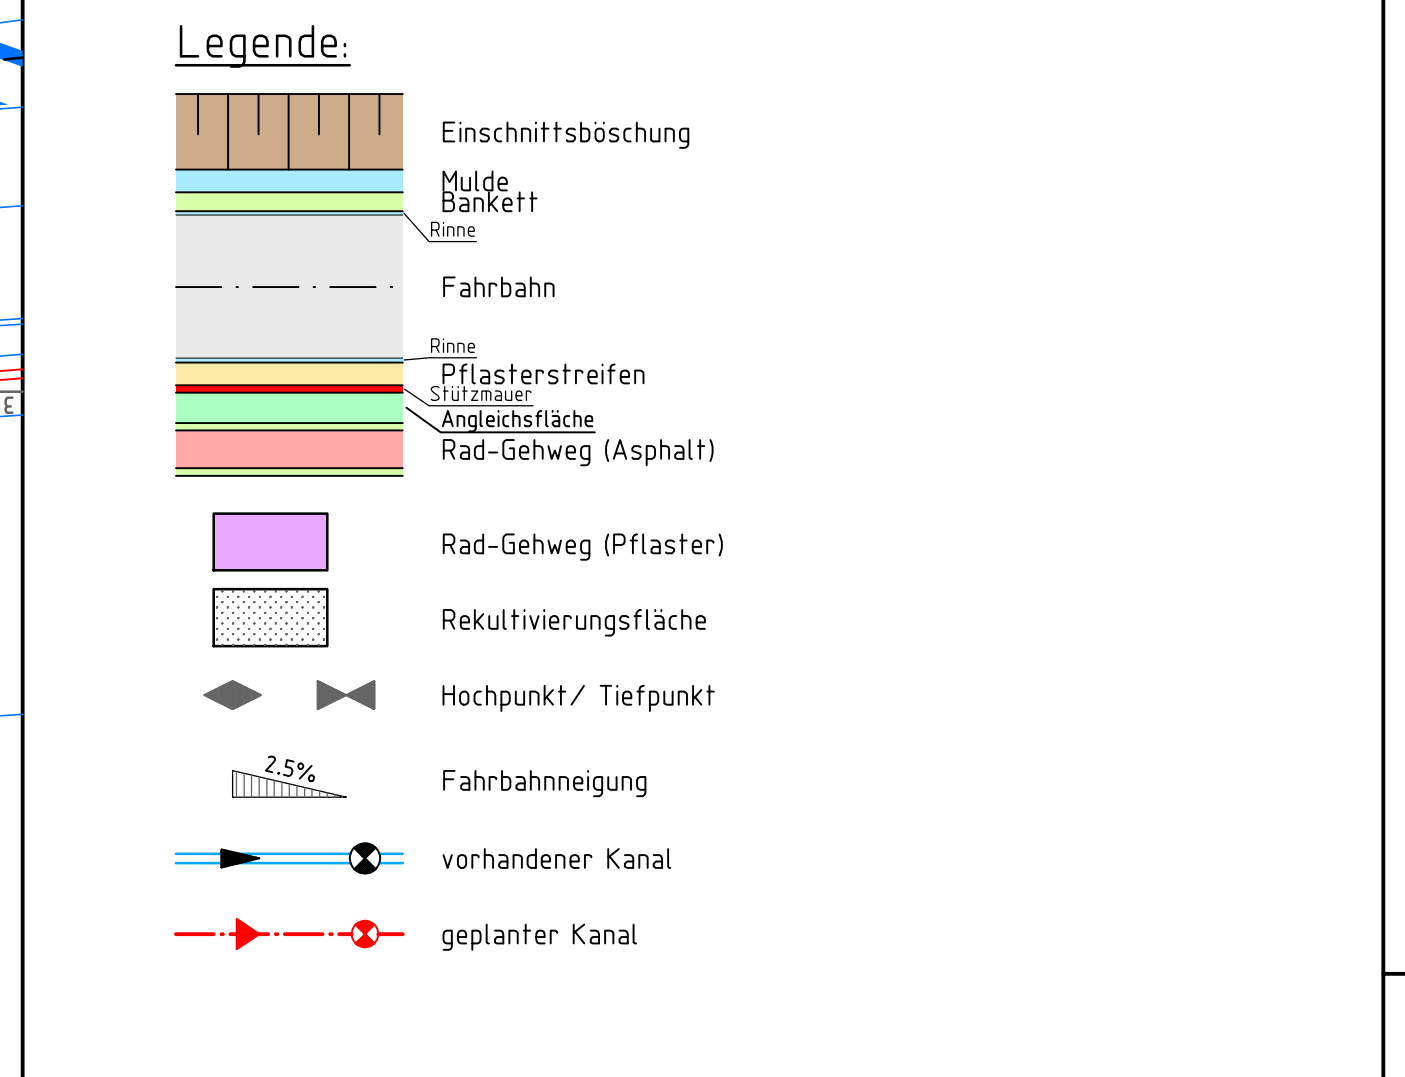 Legende:
Einschnittsböschung
Mulde
Bankett
Rinne
Fahrbahn
Rinne
Pflasterstreifen
Stützmauer
Angleichsfläche
Rad-Gehweg (Asphalt)
Rad-Gehweg (Pflaster)
Rekultivierungsfläche
Hochpunkt/ Tiefpunkt
2.5%
Fahrbahnneigung
vorhandener Kanal
geplanter Kanal
E